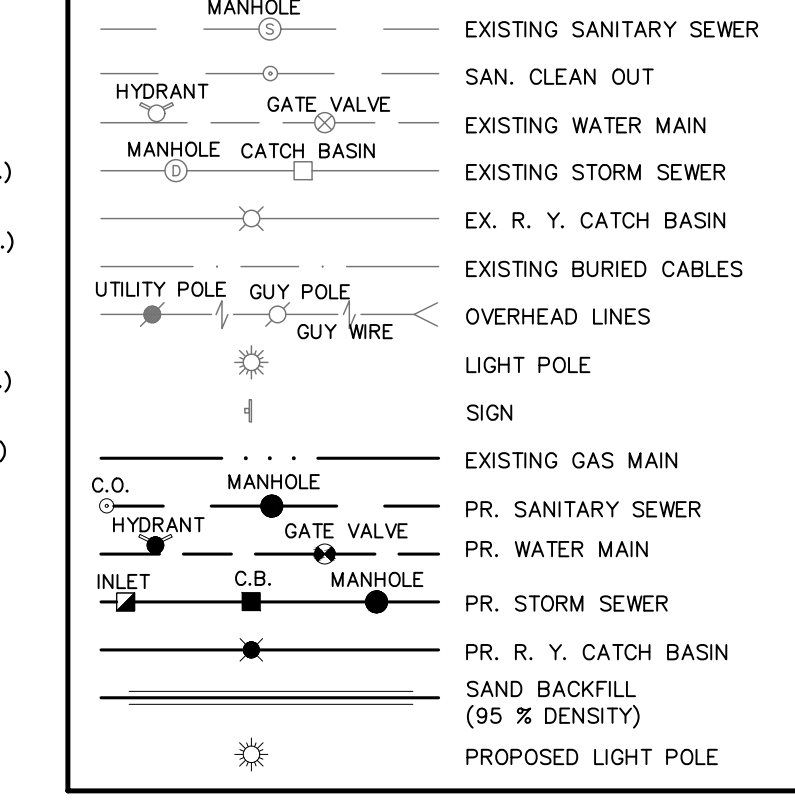 MANHOLE
S
EXISTING SANITARY SEWER
SAN. CLEAN OUT
HYDRANT
GATE VALVE
EXISTING WATER MAIN
MANHOLE CATCH BASIN
.)
D
EXISTING STORM SEWER
EX. R. Y. CATCH BASIN
.)
EXISTING BURIED CABLES
UTILITY POLE GUY POLE
OVERHEAD LINES
GUY WIRE
LIGHT POLE
.)
SIGN
)
EXISTING GAS MAIN
C.O. MANHOLE
PR. SANITARY SEWER
HYDRANT GATE VALVE
PR. WATER MAIN
INLET C.B. MANHOLE
PR. STORM SEWER
PR. R. Y. CATCH BASIN
SAND BACKFILL
(95 % DENSITY)
PROPOSED LIGHT POLE